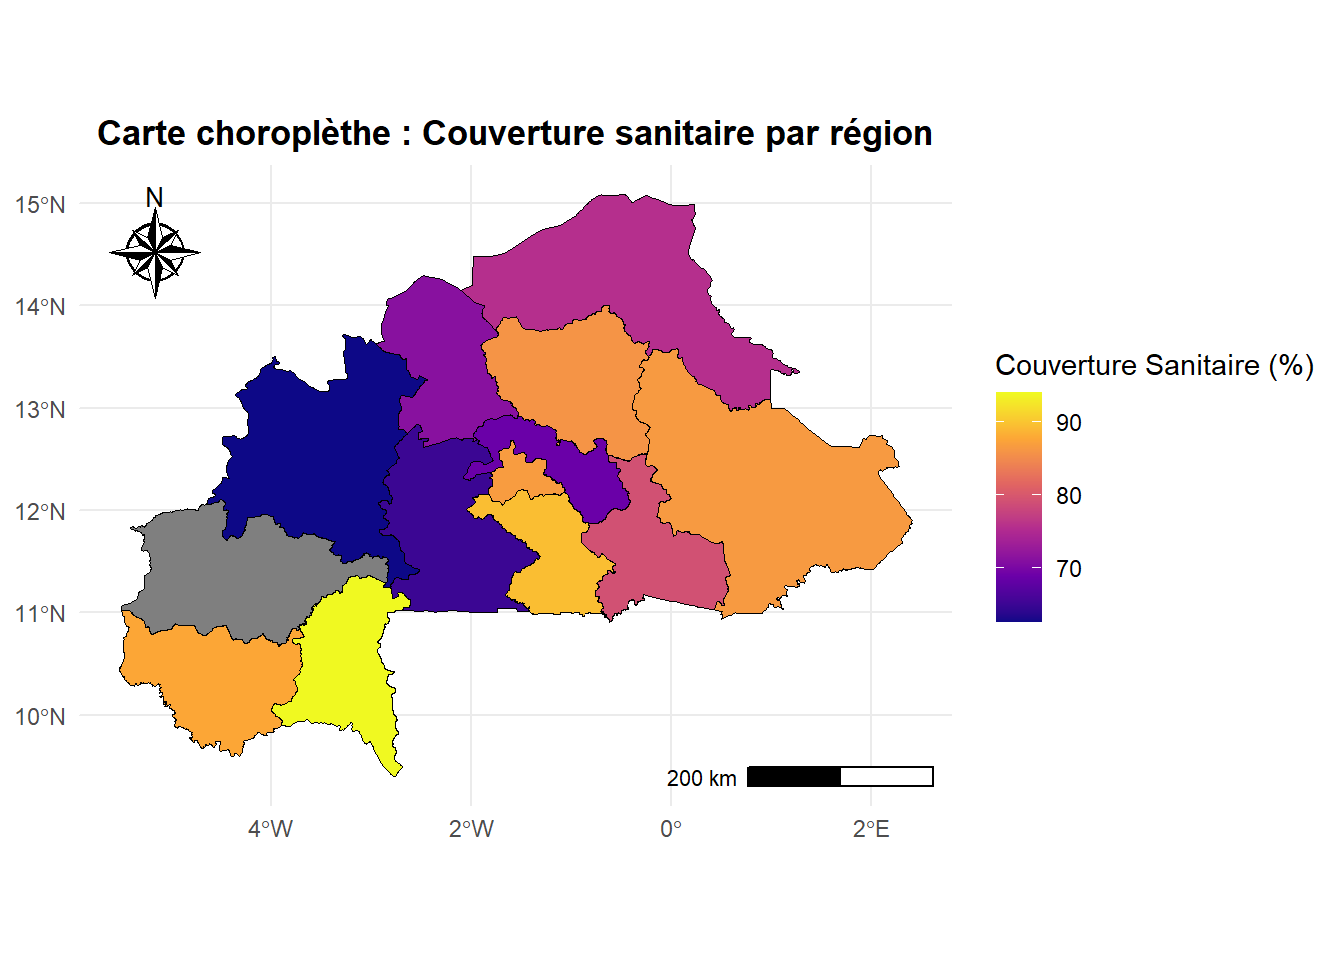 Carte choroplèthe : Couverture sanitaire par région
N
15°N
14°N
13°N
12°N
11°N
10°N
4°W
2°W
0°
2°E
200 km
Couverture Sanitaire (%)
90
80
70